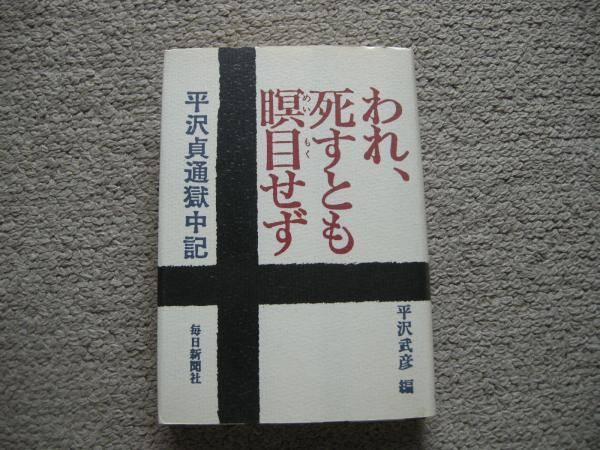 われ、
死すとも
瞑目せず
めい もく
平沢貞通獄中記
平沢武彦 編
毎日新聞社